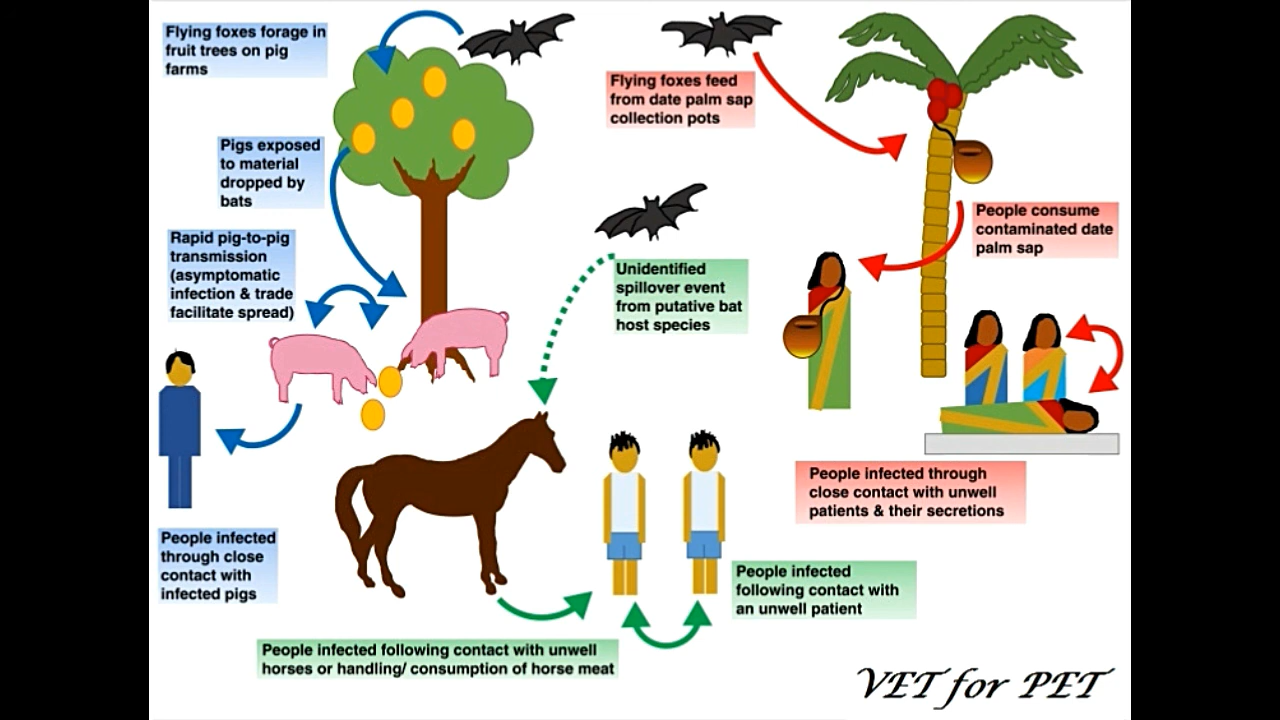 Flying foxes forage in
fruit trees on pig
farms
Pigs exposed
to material
dropped by
bats
Rapid pig-to-pig
transmission
(asymptomatic
infection & trade
facilitate spread)
People infected
through close
contact with
infected pigs
Flying foxes feed
from date palm sap
collection pots
People consume
contaminated date
palm sap
People infected through
close contact with unwell
patients & their secretions
Unidentified
spillover event
from putative bat
host species
People infected
following contact with
an unwell patient
People infected following contact with unwell
horses or handling/ consumption of horse meat
VET for PET